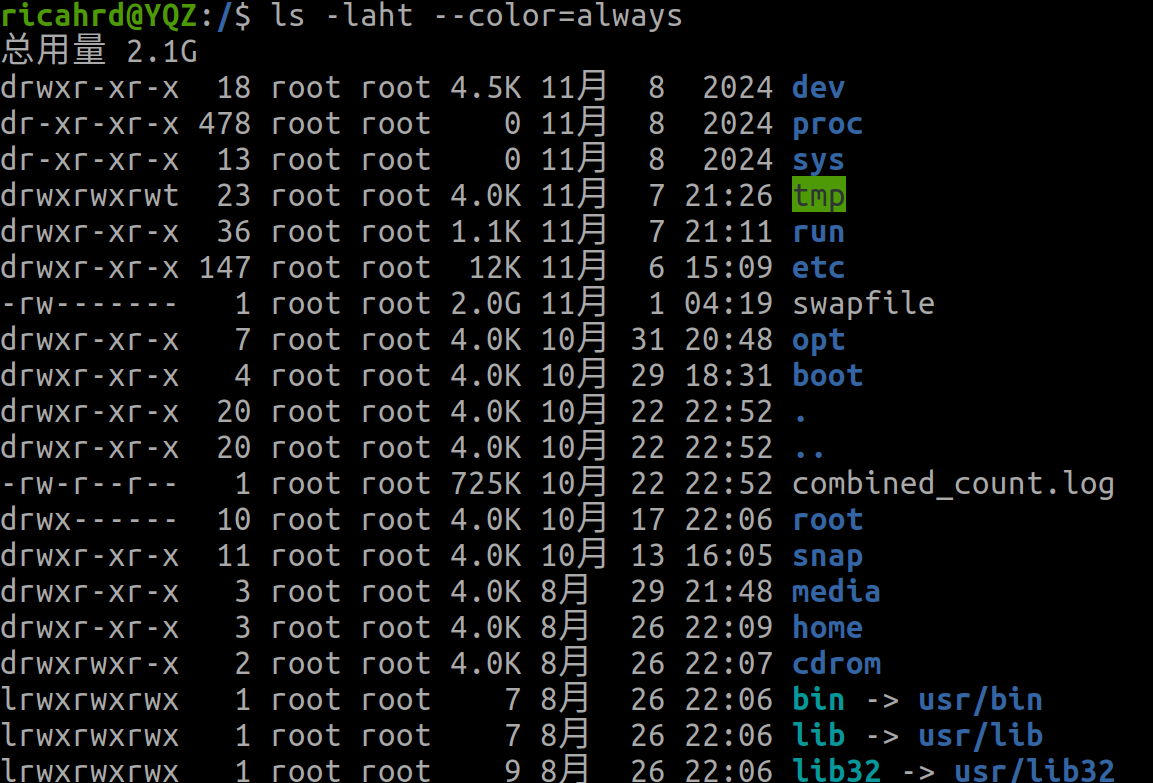 ricahrd@YQZ:/$ ls -laht --color=always
总用量 2.1G
drwxr-xr-x  18 root root 4.5K 11月  8  2024 dev
dr-xr-xr-x 478 root root    0 11月  8  2024 proc
dr-xr-xr-x  13 root root    0 11月  8  2024 sys
drwxrwxrwt  23 root root 4.0K 11月  7 21:26 tmp
drwxr-xr-x  36 root root 1.1K 11月  7 21:11 run
drwxr-xr-x 147 root root  12K 11月  6 15:09 etc
-rw-------   1 root root 2.0G 11月  1 04:19 swapfile
drwxr-xr-x   7 root root 4.0K 10月 31 20:48 opt
drwxr-xr-x   4 root root 4.0K 10月 29 18:31 boot
drwxr-xr-x  20 root root 4.0K 10月 22 22:52 .
drwxr-xr-x  20 root root 4.0K 10月 22 22:52 ..
-rw-r--r--   1 root root 725K 10月 22 22:52 combined_count.log
drwx------  10 root root 4.0K 10月 17 22:06 root
drwxr-xr-x  11 root root 4.0K 10月 13 16:05 snap
drwxr-xr-x   3 root root 4.0K 8月  29 21:48 media
drwxr-xr-x   3 root root 4.0K 8月  26 22:09 home
drwxrwxr-x   2 root root 4.0K 8月  26 22:07 cdrom
lrwxrwxrwx   1 root root    7 8月  26 22:06 bin -> usr/bin
lrwxrwxrwx   1 root root    7 8月  26 22:06 lib -> usr/lib
lrwxrwxrwx   1 root root    9 8月  26 22:06 lib32 -> usr/lib32